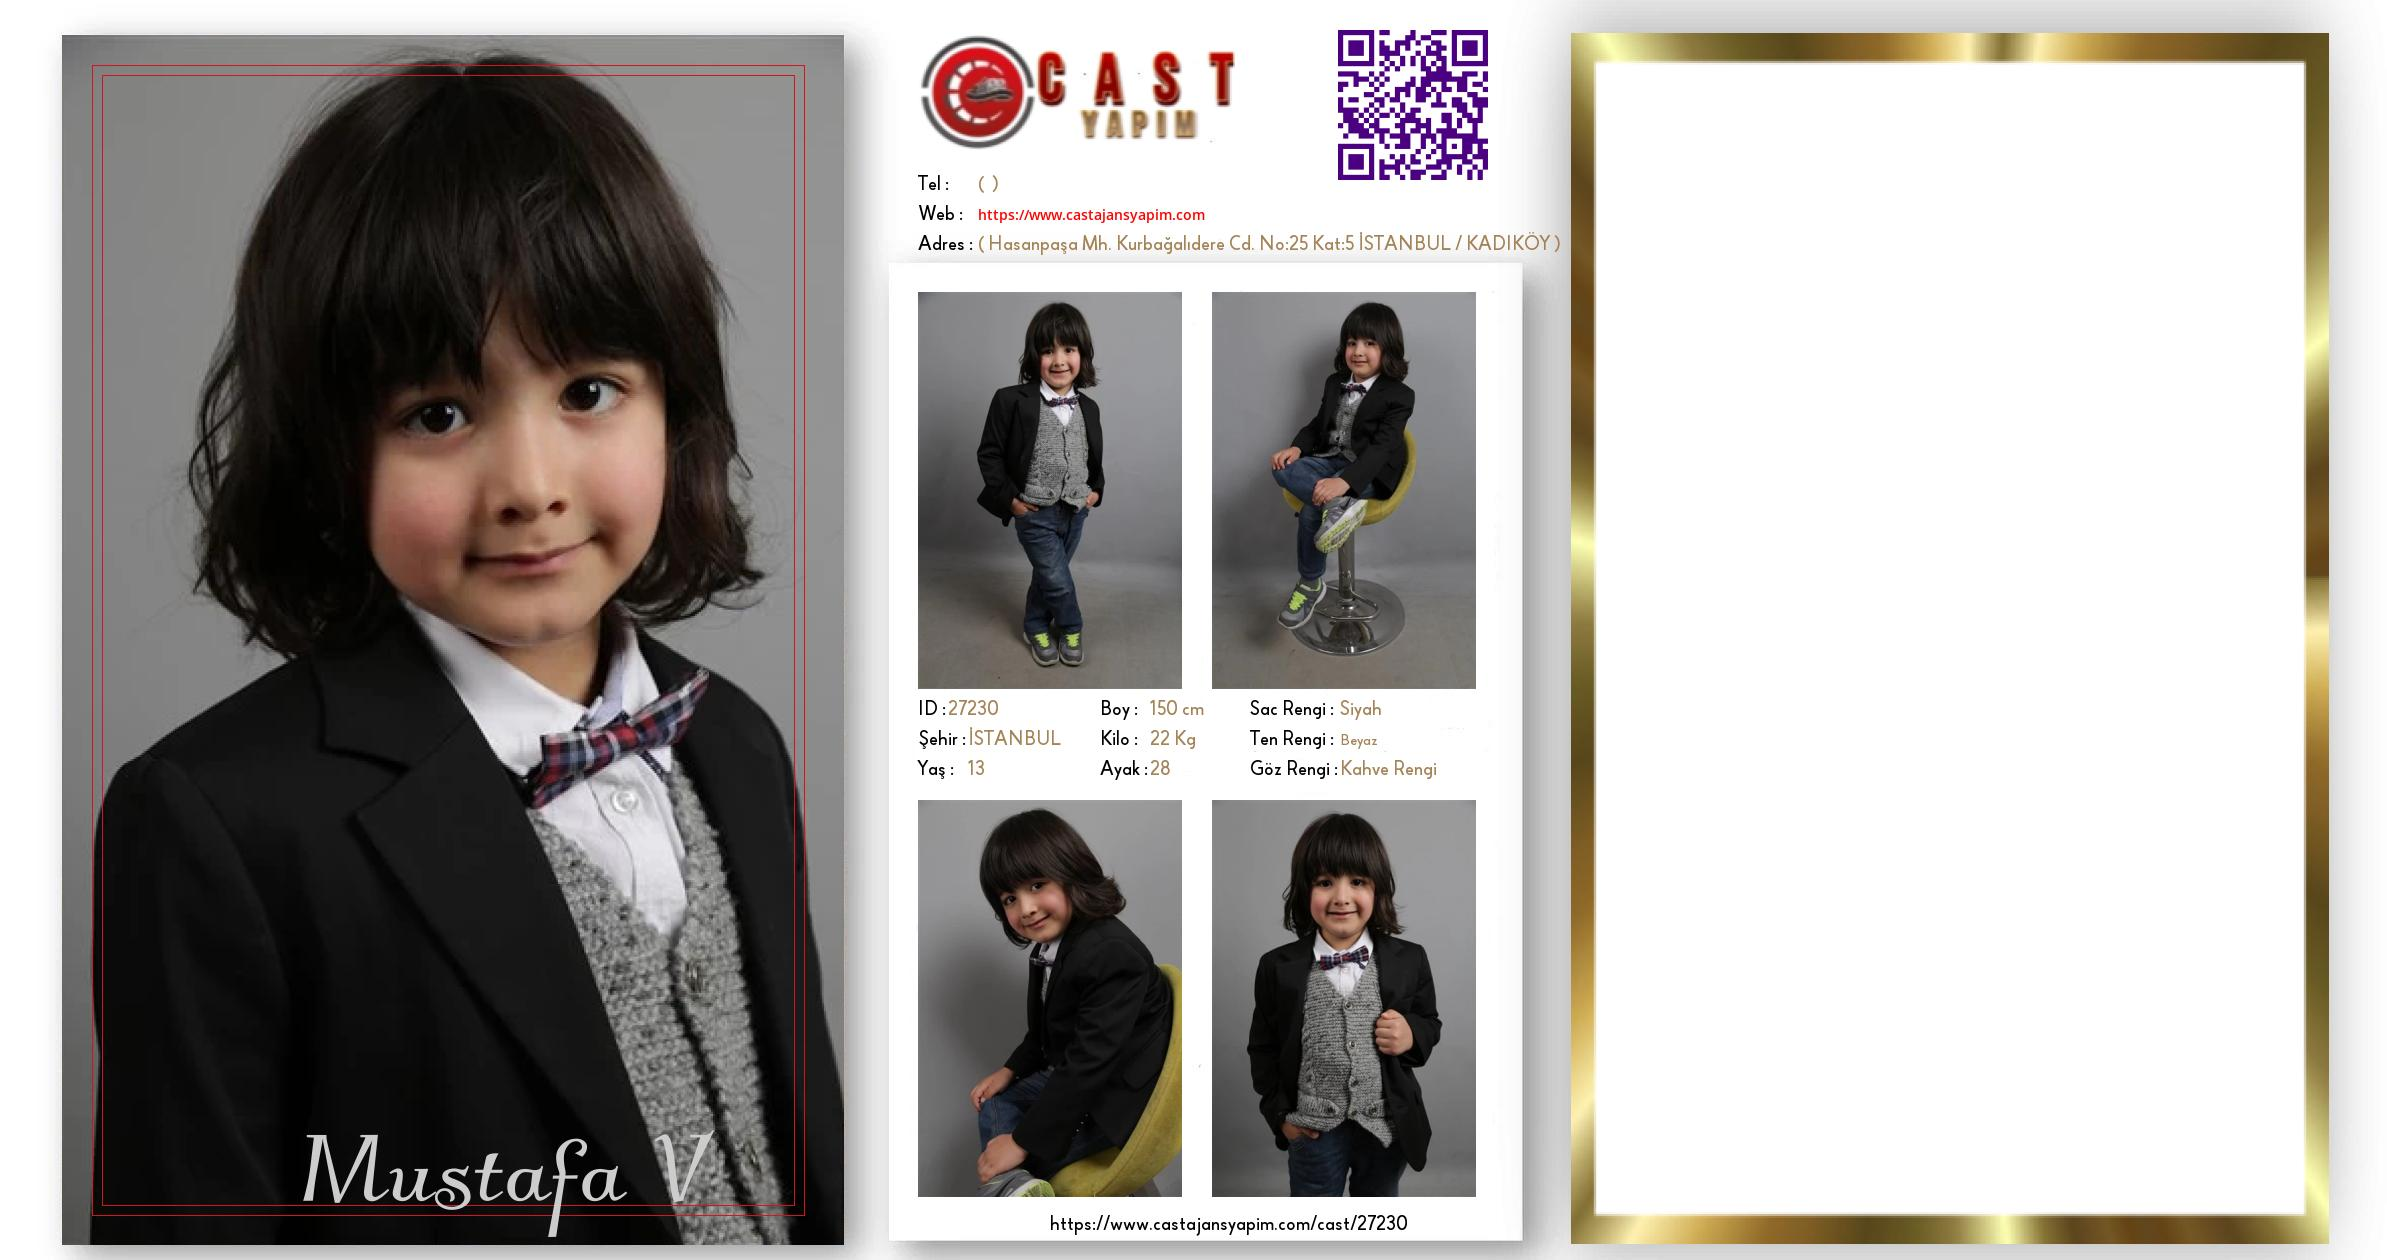 Mustafa V
CAST
YAPIM
Tel : ( )
Web : https://www.castajansyapim.com
Adres : ( Hasanpaşa Mh. Kurbağalıdere Cd. No:25 Kat:5 İSTANBUL / KADIKÖY )
ID : 27230 Boy : 150 cm Sac Rengi : Siyah
Şehir : İSTANBUL Kilo : 22 Kg Ten Rengi : Beyaz
Yaş : 13 Ayak : 28 Göz Rengi : Kahve Rengi
https://www.castajansyapim.com/cast/27230